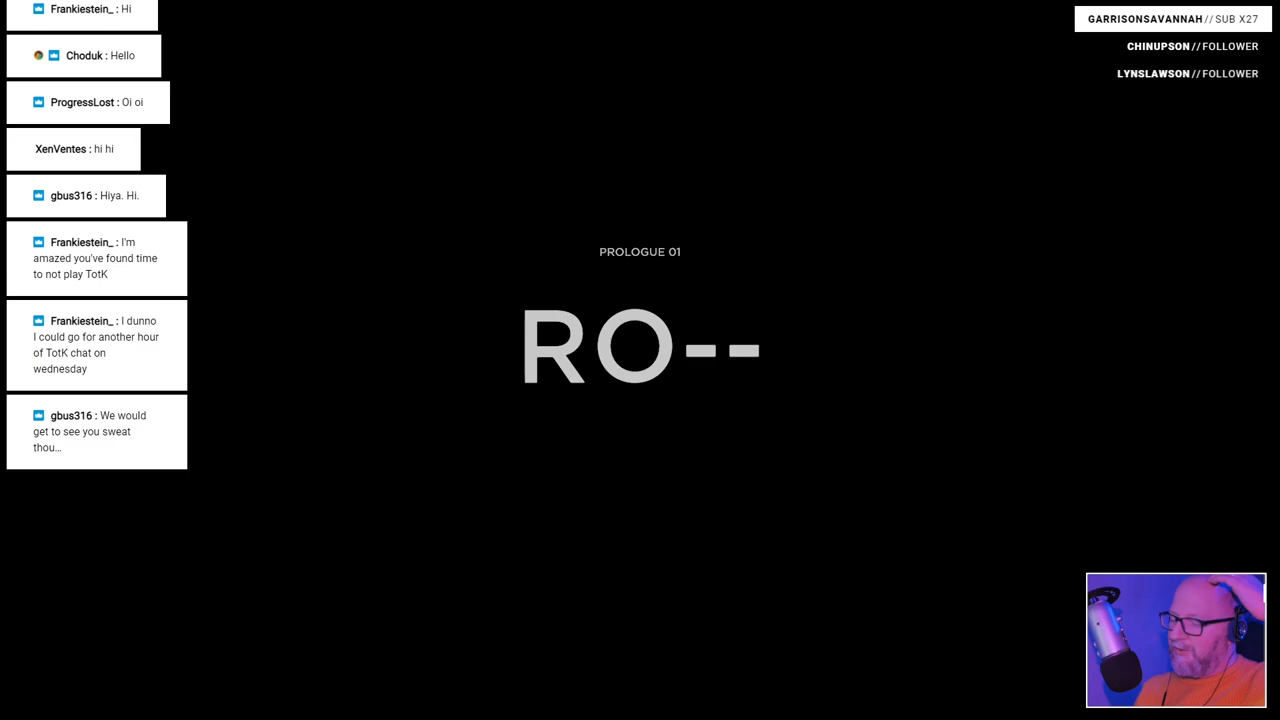 Frankiestein_ : Hi
Choduk : Hello
ProgressLost : Oi oi
XenVentes : hi hi
gbus316 : Hiya. Hi.
Frankiestein_ : I'm
amazed you've found time
to not play TotK
Frankiestein_ : I dunno
I could go for another hour
of TotK chat on
wednesday
gbus316 : We would
get to see you sweat
thou...
PROLOGUE 01
RO--
GARRISONSAVANNAH // SUB X27
CHINUPSON // FOLLOWER
LYNSLAWSON // FOLLOWER